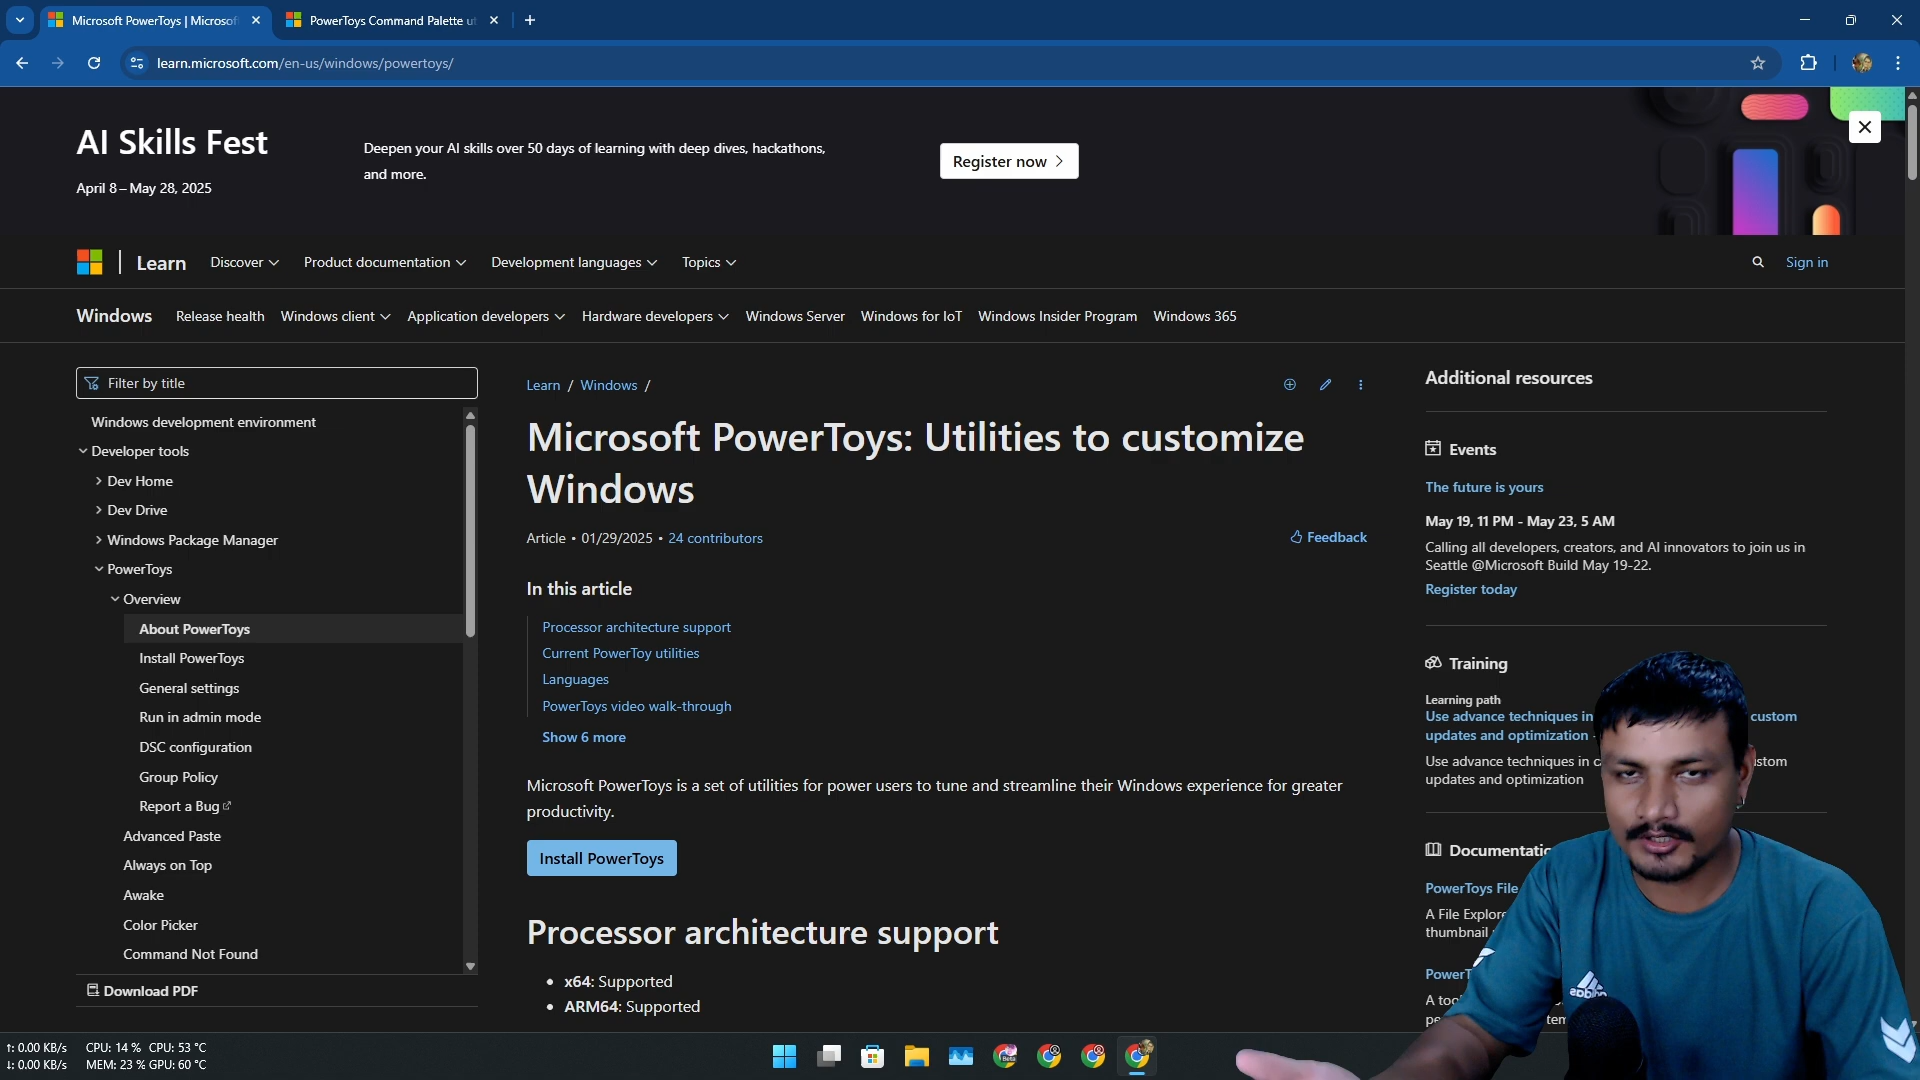 Microsoft PowerToys | Microsof
PowerToys Command Palette ut
learn.microsoft.com/en-us/windows/powertoys/
AI Skills Fest
April 8 – May 28, 2025
Deepen your AI skills over 50 days of learning with deep dives, hackathons,
and more.
Register now
Learn
Discover
Product documentation
Development languages
Topics
Sign in
Windows
Release health
Windows client
Application developers
Hardware developers
Windows Server
Windows for IoT
Windows Insider Program
Windows 365
Filter by title
Windows development environment
Developer tools
Dev Home
Dev Drive
Windows Package Manager
PowerToys
Overview
About PowerToys
Install PowerToys
General settings
Run in admin mode
DSC configuration
Group Policy
Report a Bug
Advanced Paste
Always on Top
Awake
Color Picker
Command Not Found
Download PDF
Learn / Windows /
Microsoft PowerToys: Utilities to customize
Windows
Article • 01/29/2025 • 24 contributors
Feedback
In this article
Processor architecture support
Current PowerToy utilities
Languages
PowerToys video walk-through
Show 6 more
Microsoft PowerToys is a set of utilities for power users to tune and streamline their Windows experience for greater
productivity.
Install PowerToys
Processor architecture support
• x64: Supported
• ARM64: Supported
Additional resources
Events
The future is yours
May 19, 11 PM - May 23, 5 AM
Calling all developers, creators, and AI innovators to join us in
Seattle @Microsoft Build May 19-22.
Register today
Training
Learning path
Use advance techniques in custom
updates and optimization -
Use advance techniques in c stom
updates and optimization
Documentatio
PowerToys File
A File Explore
thumbnail
PowerT
A too
pe tem
adidas
↑: 0.00 KB/s CPU: 14 % CPU: 53 °C
↓: 0.00 KB/s MEM: 23 % GPU: 60 °C
Beta